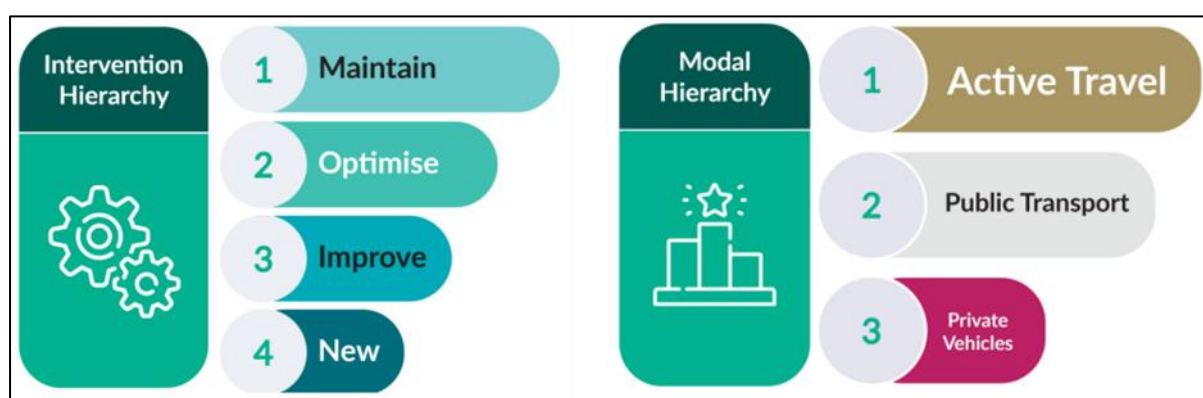 Intervention
Hierarchy
1 Maintain
2 Optimise
3 Improve
4 New
Modal
Hierarchy
1 Active Travel
2 Public Transport
3 Private
Vehicles